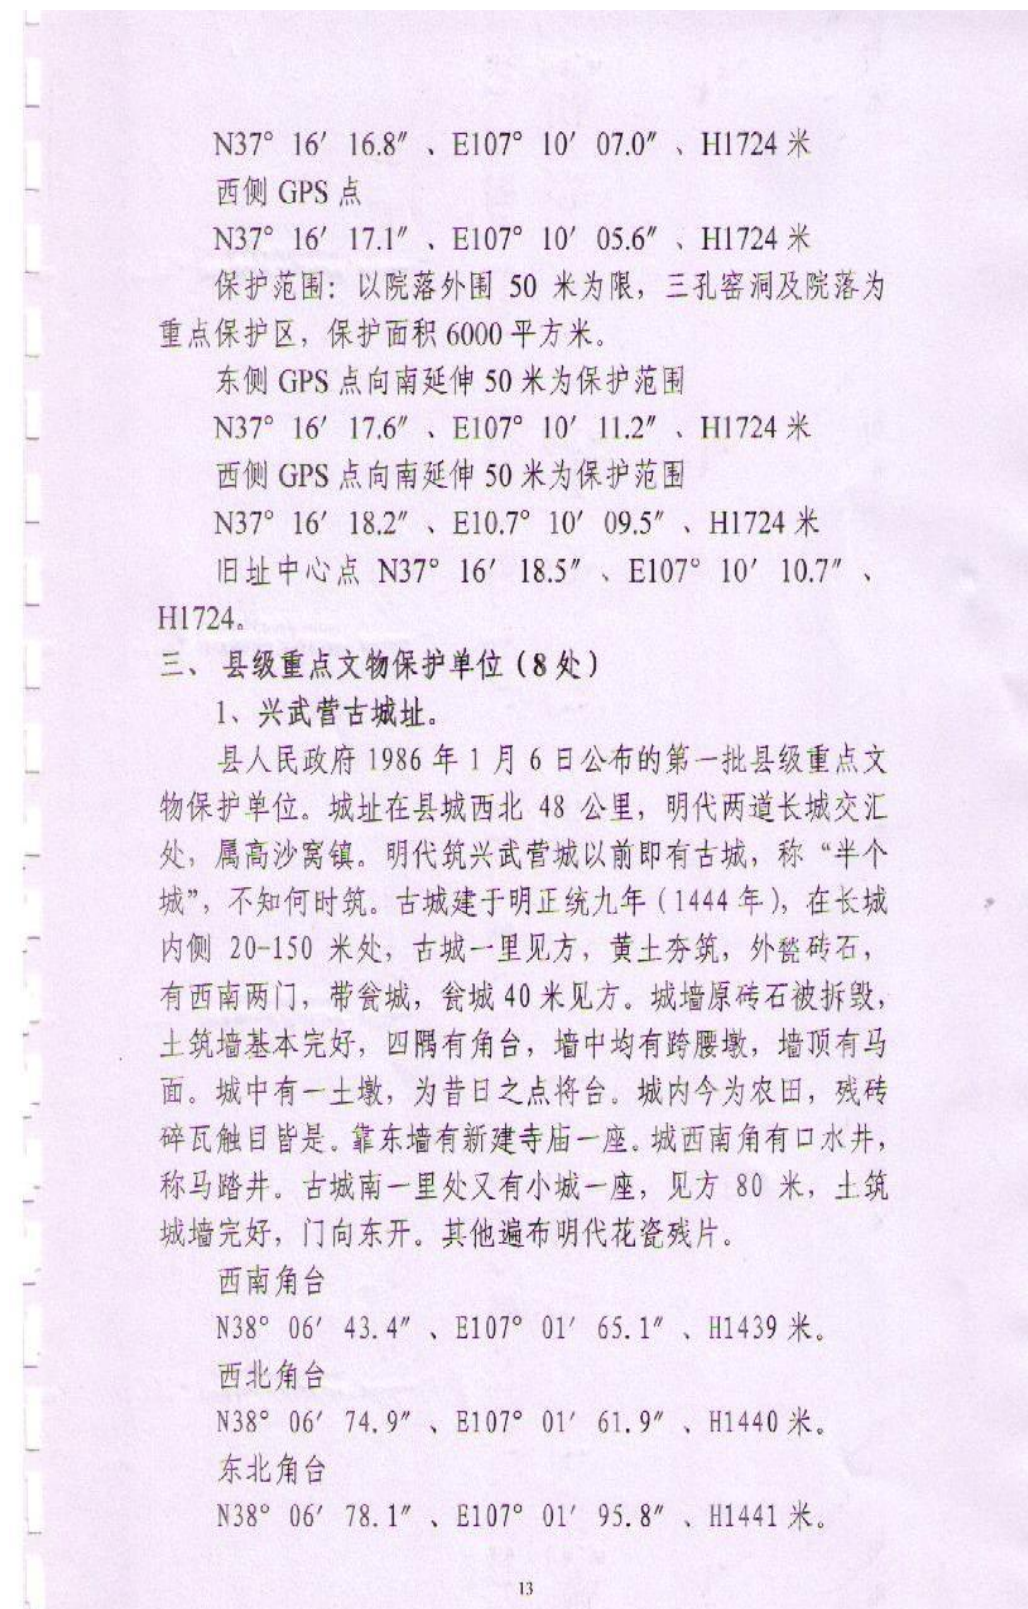 N37° 16′ 16.8″ 、E107° 10′ 07.0″ 、H1724 米
西侧 GPS 点
N37° 16′ 17.1″ 、E107° 10′ 05.6″ 、H1724 米
保护范围：以院落外围 50 米为限，三孔窑洞及院落为
重点保护区，保护面积 6000 平方米。
东侧 GPS 点向南延伸 50 米为保护范围
N37° 16′ 17.6″ 、E107° 10′ 11.2″ 、H1724 米
西侧 GPS 点向南延伸 50 米为保护范围
N37° 16′ 18.2″ 、E10.7° 10′ 09.5″ 、H1724 米
旧址中心点 N37° 16′ 18.5″ 、E107° 10′ 10.7″ 、
H1724。
三、 县级重点文物保护单位（8 处）
1、兴武营古城址。
县人民政府 1986 年 1 月 6 日公布的第一批县级重点文
物保护单位。城址在县城西北 48 公里，明代两道长城交汇
处，属高沙窝镇。明代筑兴武营城以前即有古城，称“半个
城”，不知何时筑。古城建于明正统九年（1444 年），在长城
内侧 20-150 米处，古城一里见方，黄土夯筑，外甃砖石，
有西南两门，带瓮城，瓮城 40 米见方。城墙原砖石被拆毁，
土筑墙基本完好，四隅有角台，墙中均有跨腰墩，墙顶有马
面。城中有一土墩，为昔日之点将台。城内今为农田，残砖
碎瓦触目皆是。靠东墙有新建寺庙一座。城西南角有口水井，
称马踏井。古城南一里处又有小城一座，见方 80 米，土筑
城墙完好，门向东开。其他遍布明代花瓷残片。
西南角台
N38° 06′ 43.4″ 、E107° 01′ 65.1″ 、H1439 米。
西北角台
N38° 06′ 74.9″ 、E107° 01′ 61.9″ 、H1440 米。
东北角台
N38° 06′ 78.1″ 、E107° 01′ 95.8″ 、H1441 米。
13